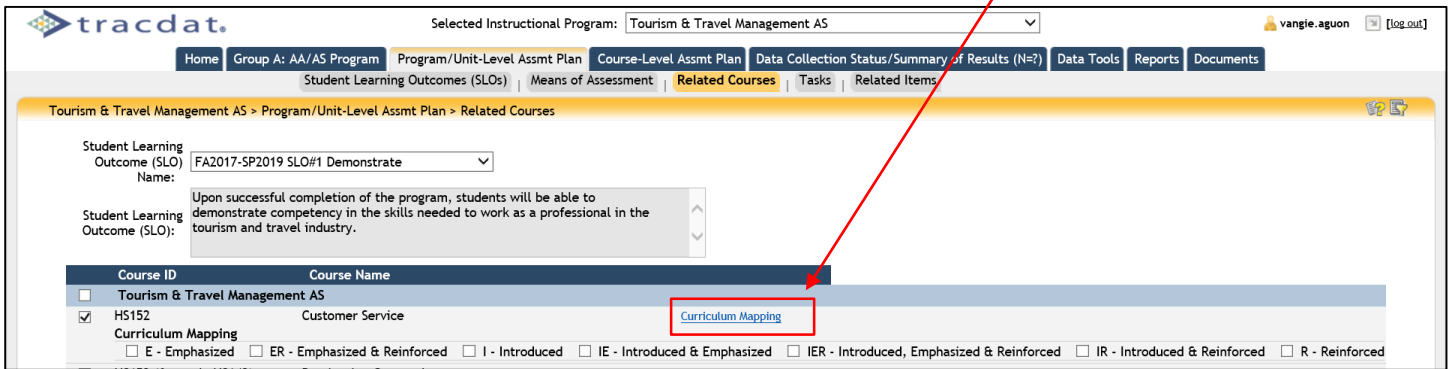 tracdat.
Selected Instructional Program: Tourism & Travel Management AS
vangie.aguon [log out]
Home Group A: AA/AS Program Program/Unit-Level Assmt Plan Course-Level Assmt Plan Data Collection Status/Summary of Results (N=?) Data Tools Reports Documents
Student Learning Outcomes (SLOs) | Means of Assessment | Related Courses | Tasks | Related Items
Tourism & Travel Management AS > Program/Unit-Level Assmt Plan > Related Courses
Student Learning
Outcome (SLO) FA2017-SP2019 SLO#1 Demonstrate
Name:
Upon successful completion of the program, students will be able to
Student Learning demonstrate competency in the skills needed to work as a professional in the
Outcome (SLO): tourism and travel industry.
Course ID Course Name
Tourism & Travel Management AS
HS152 Customer Service Curriculum Mapping
Curriculum Mapping
E - Emphasized ER - Emphasized & Reinforced I - Introduced IE - Introduced & Emphasized IER - Introduced, Emphasized & Reinforced IR - Introduced & Reinforced R - Reinforced